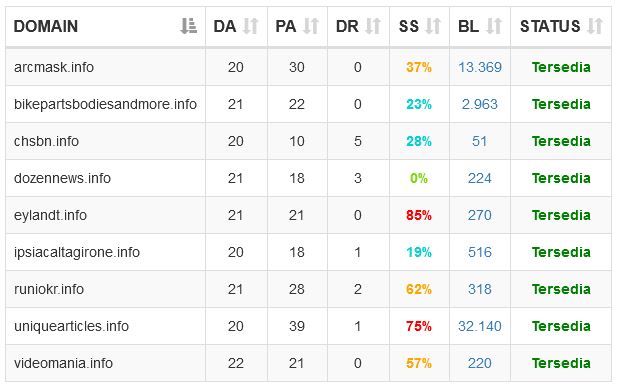 DOMAIN DA PA DR SS BL STATUS
arcmask.info 20 30 0 37% 13.369 Tersedia
bikepartsbodiesandmore.info 21 22 0 23% 2.963 Tersedia
chsbn.info 20 10 5 28% 51 Tersedia
dozennews.info 21 18 3 0% 224 Tersedia
eylandt.info 21 21 0 85% 270 Tersedia
ipsiacaltagirone.info 20 18 1 19% 516 Tersedia
runiokr.info 21 28 2 62% 318 Tersedia
uniquearticles.info 20 39 1 75% 32.140 Tersedia
videomania.info 22 21 0 57% 220 Tersedia